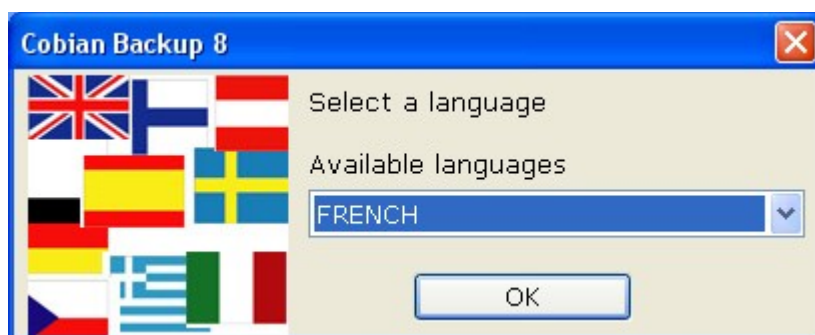 Cobian Backup 8
Select a language
Available languages
FRENCH
OK